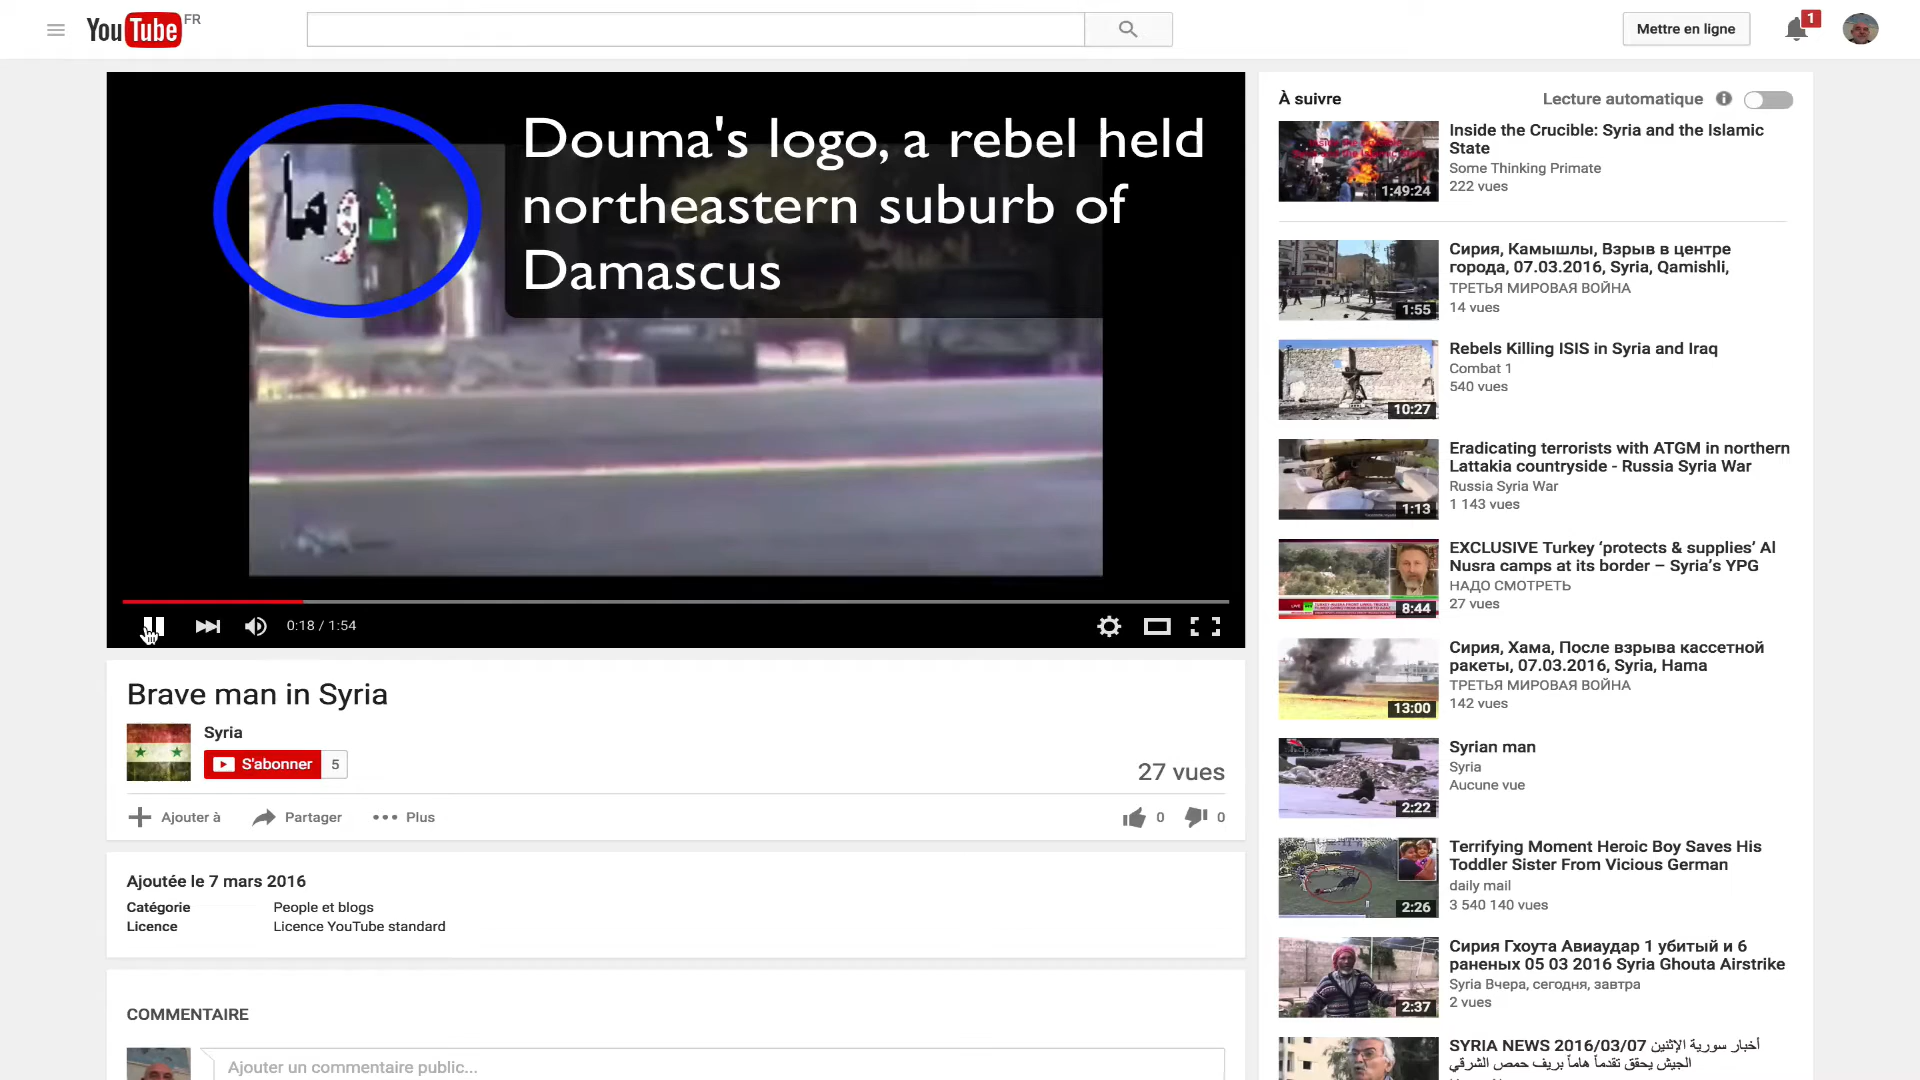 YouTube FR
Mettre en ligne
1
دوما
Douma's logo, a rebel held
northeastern suburb of
Damascus
0:18 / 1:54
Brave man in Syria
Syria
S'abonner 5
27 vues
Ajouter à Partager Plus
0 0
Ajoutée le 7 mars 2016
Catégorie People et blogs
Licence Licence YouTube standard
COMMENTAIRE
Ajouter un commentaire public...
À suivre Lecture automatique
1:49:24
Inside the Crucible: Syria and the Islamic
State
Some Thinking Primate
222 vues
1:55
Сирия, Камышлы, Взрыв в центре
города, 07.03.2016, Syria, Qamishli,
ТРЕТЬЯ МИРОВАЯ ВОЙНА
14 vues
10:27
Rebels Killing ISIS in Syria and Iraq
Combat 1
540 vues
1:13
Eradicating terrorists with ATGM in northern
Lattakia countryside - Russia Syria War
Russia Syria War
1 143 vues
8:44
EXCLUSIVE Turkey ‘protects & supplies’ Al
Nusra camps at its border – Syria’s YPG
НАДО СМОТРЕТЬ
27 vues
13:00
Сирия, Хама, После взрыва кассетной
ракеты, 07.03.2016, Syria, Hama
ТРЕТЬЯ МИРОВАЯ ВОЙНА
142 vues
2:22
Syrian man
Syria
Aucune vue
2:26
Terrifying Moment Heroic Boy Saves His
Toddler Sister From Vicious German
daily mail
3 540 140 vues
2:37
Сирия Гхоута Авиаудар 1 убитый и 6
раненых 05 03 2016 Syria Ghouta Airstrike
Syria Вчера, сегодня, завтра
2 vues
SYRIA NEWS 2016/03/07 أخبار سورية الإثنين
الجيش يحقق تقدماً هاماً بريف حمص الشرقي